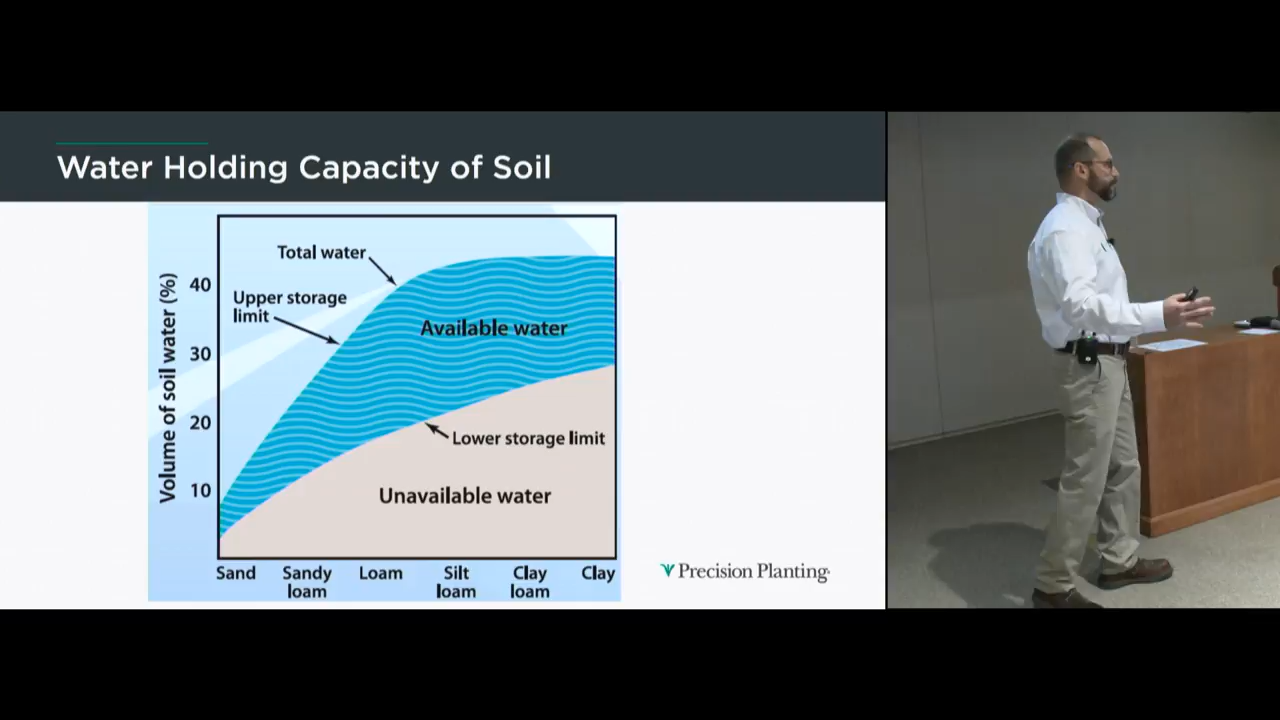 Water Holding Capacity of Soil
Total water
Upper storage
limit
Available water
Lower storage limit
Unavailable water
Volume of soil water (%)
40
30
20
10
Sand
Sandy
loam
Loam
Silt
loam
Clay
loam
Clay
Precision Planting